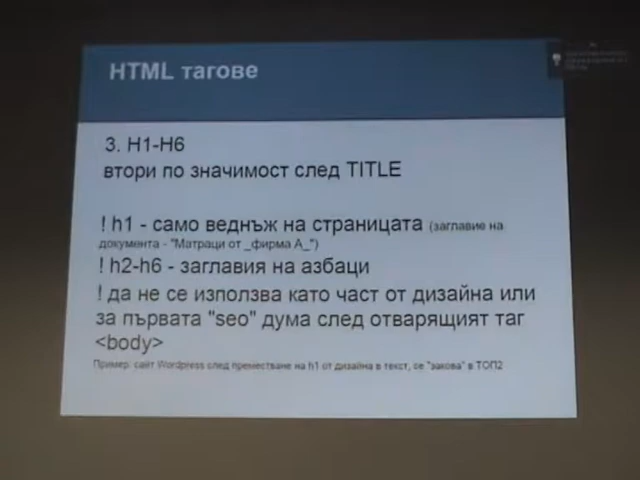 HTML тагове
3. H1-H6
втори по значимост след TITLE
! h1 - само веднъж на страницата (заглавие на
документа - "Матраци от _фирма А_")
! h2-h6 - заглавия на азбаци
! да не се използва като част от дизайна или
за първата "seo" дума след отварящият таг
<body>
Пример: сайт Wordpress след преместване на h1 от дизайна в текст, се "закова" в ТОП2